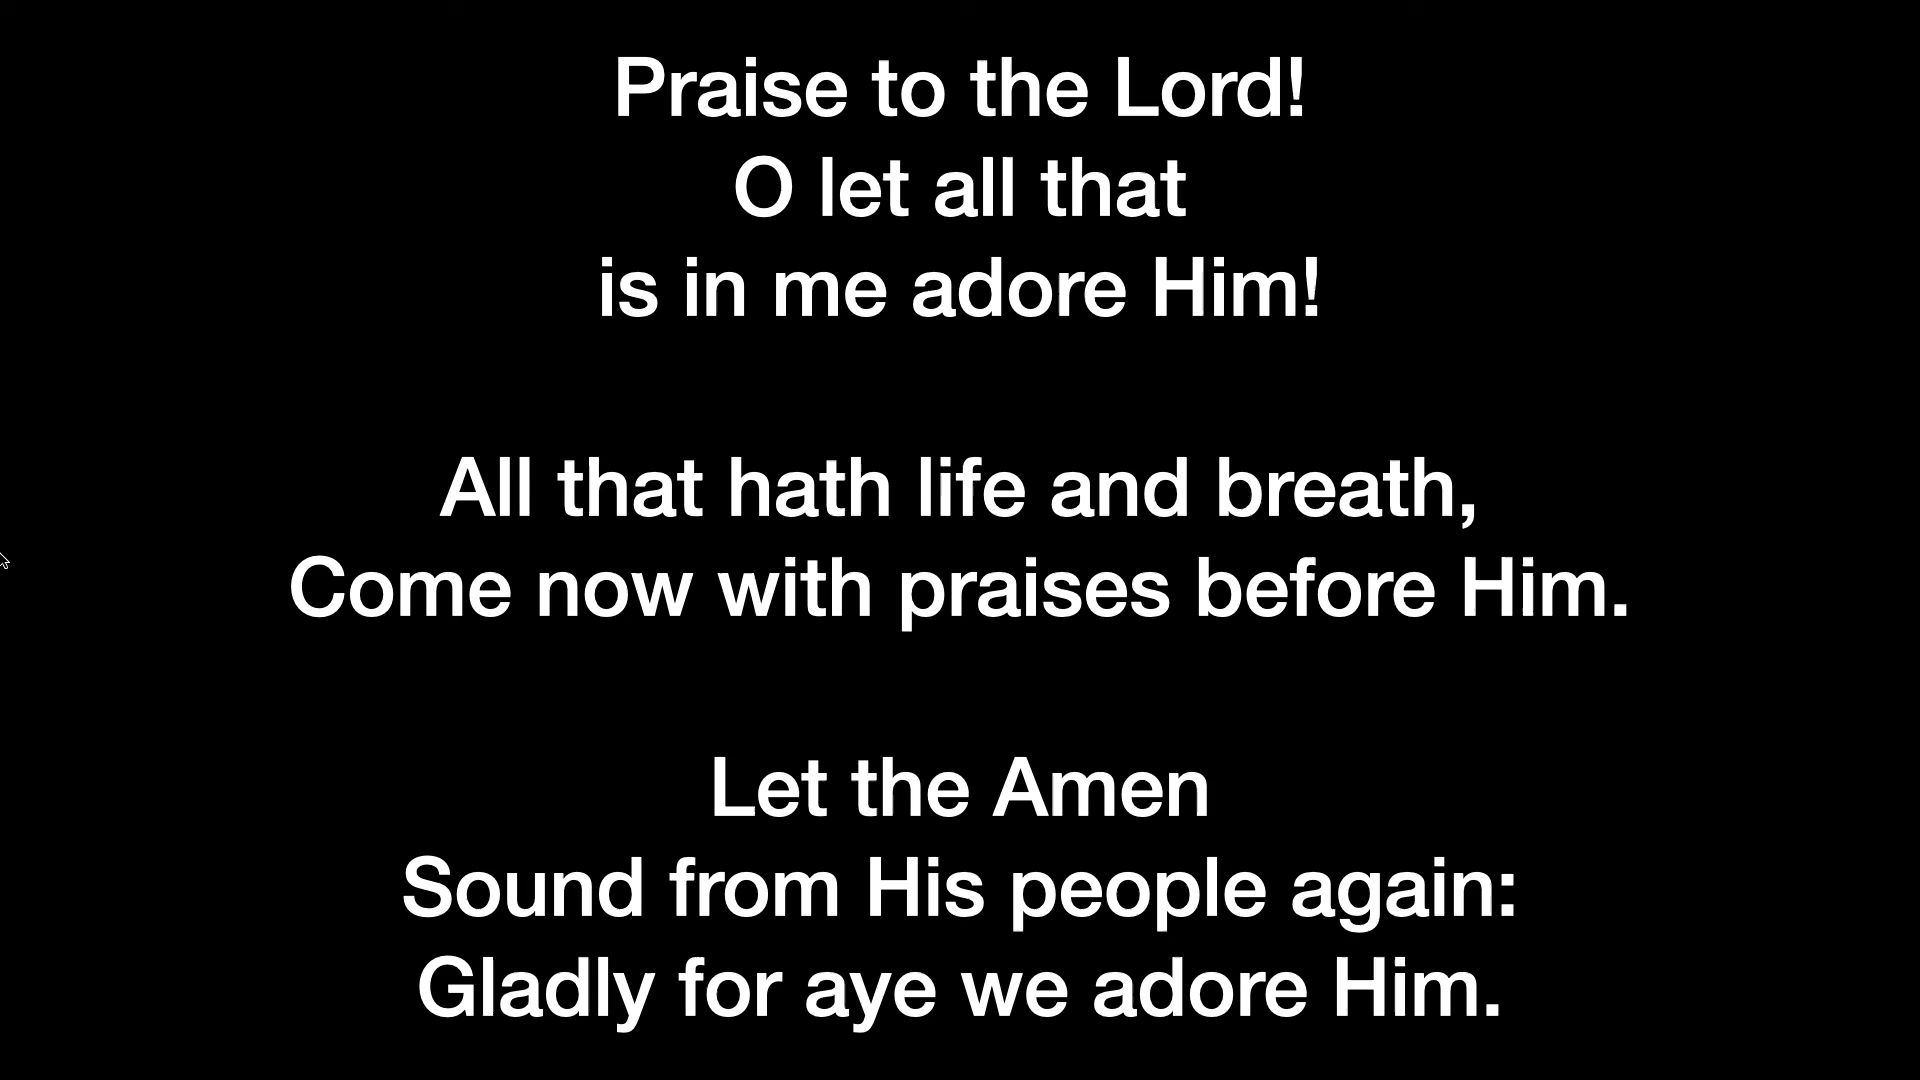 Praise to the Lord!
O let all that
is in me adore Him!
All that hath life and breath,
Come now with praises before Him.
Let the Amen
Sound from His people again:
Gladly for aye we adore Him.